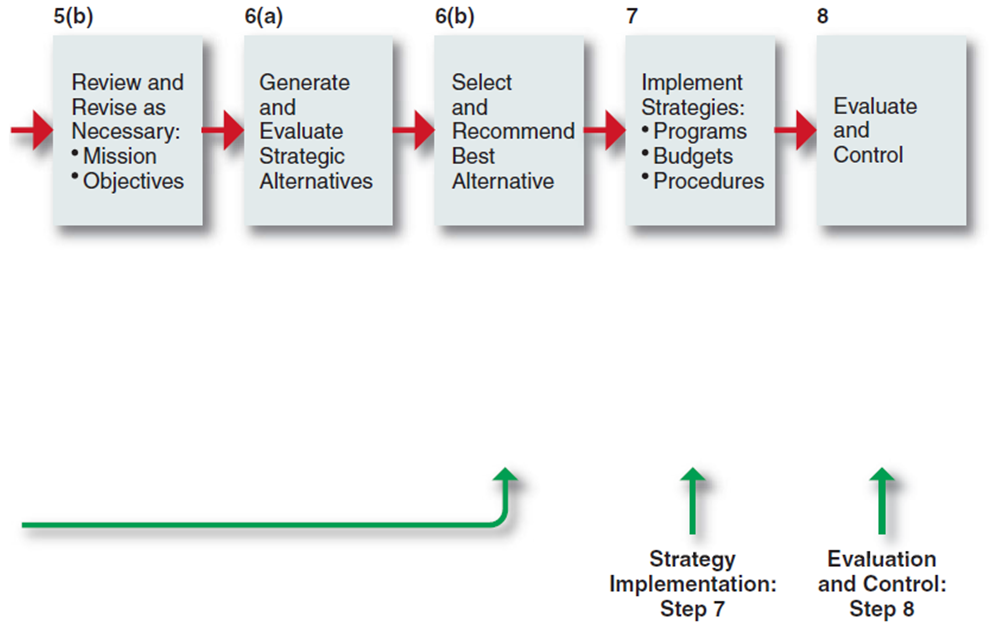 5(b)
Review and
Revise as
Necessary:
• Mission
• Objectives
6(a)
Generate
and
Evaluate
Strategic
Alternatives
6(b)
Select
and
Recommend
Best
Alternative
7
Implement
Strategies:
• Programs
• Budgets
• Procedures
8
Evaluate
and
Control
Strategy
Implementation:
Step 7
Evaluation
and Control:
Step 8